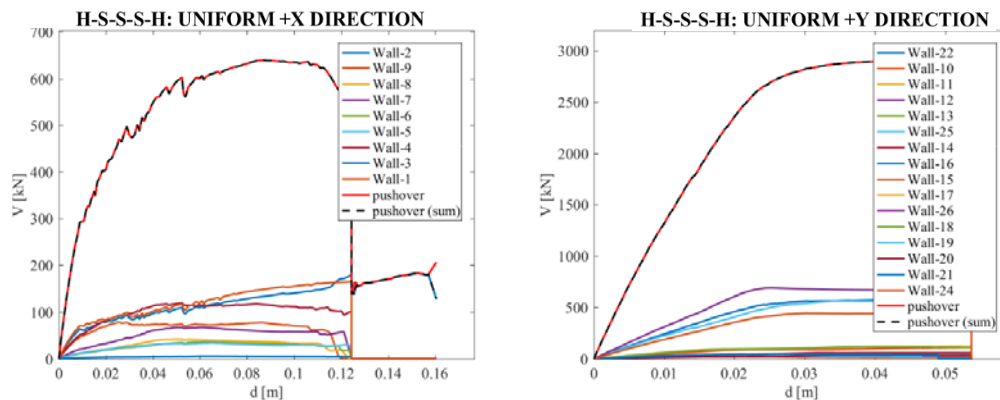 H-S-S-S-H: UNIFORM +X DIRECTION
700
600
500
400
300
200
100
0
V [kN]
0
0.02
0.04
0.06
0.08
0.1
0.12
0.14
0.16
d [m]
Wall-2
Wall-9
Wall-8
Wall-7
Wall-6
Wall-5
Wall-4
Wall-3
Wall-1
pushover
pushover (sum)
H-S-S-S-H: UNIFORM +Y DIRECTION
3000
2500
2000
1500
1000
500
0
V [kN]
0
0.01
0.02
0.03
0.04
0.05
d [m]
Wall-22
Wall-10
Wall-11
Wall-12
Wall-13
Wall-25
Wall-14
Wall-16
Wall-15
Wall-17
Wall-26
Wall-18
Wall-19
Wall-20
Wall-21
Wall-24
pushover
pushover (sum)